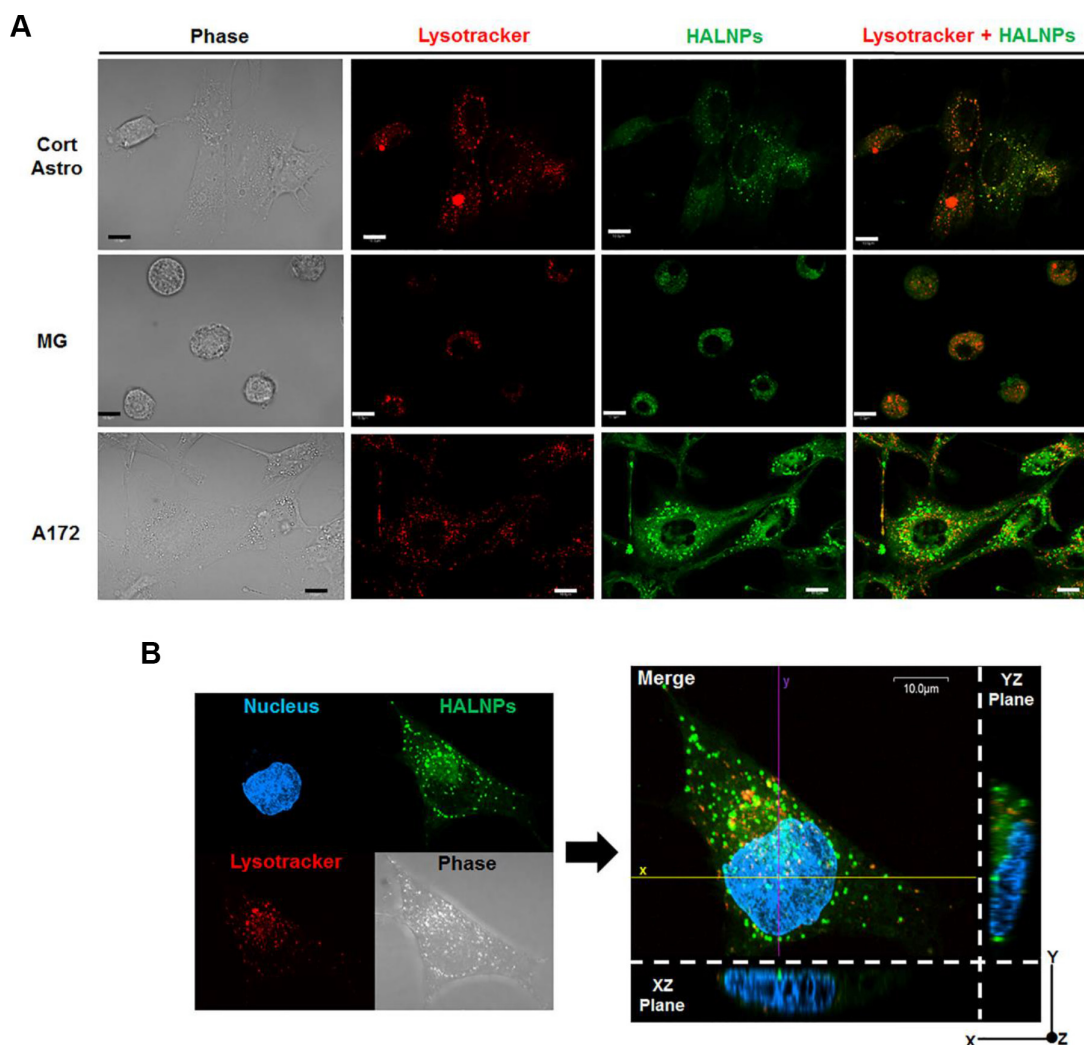 A
Phase
Lysotracker
HALNPs
Lysotracker + HALNPs
Cort
Astro
MG
A172
B
Nucleus
HALNPs
Lysotracker
Phase
Merge
y
x
10.0µm
YZ
Plane
XZ
Plane
Y
X
Z